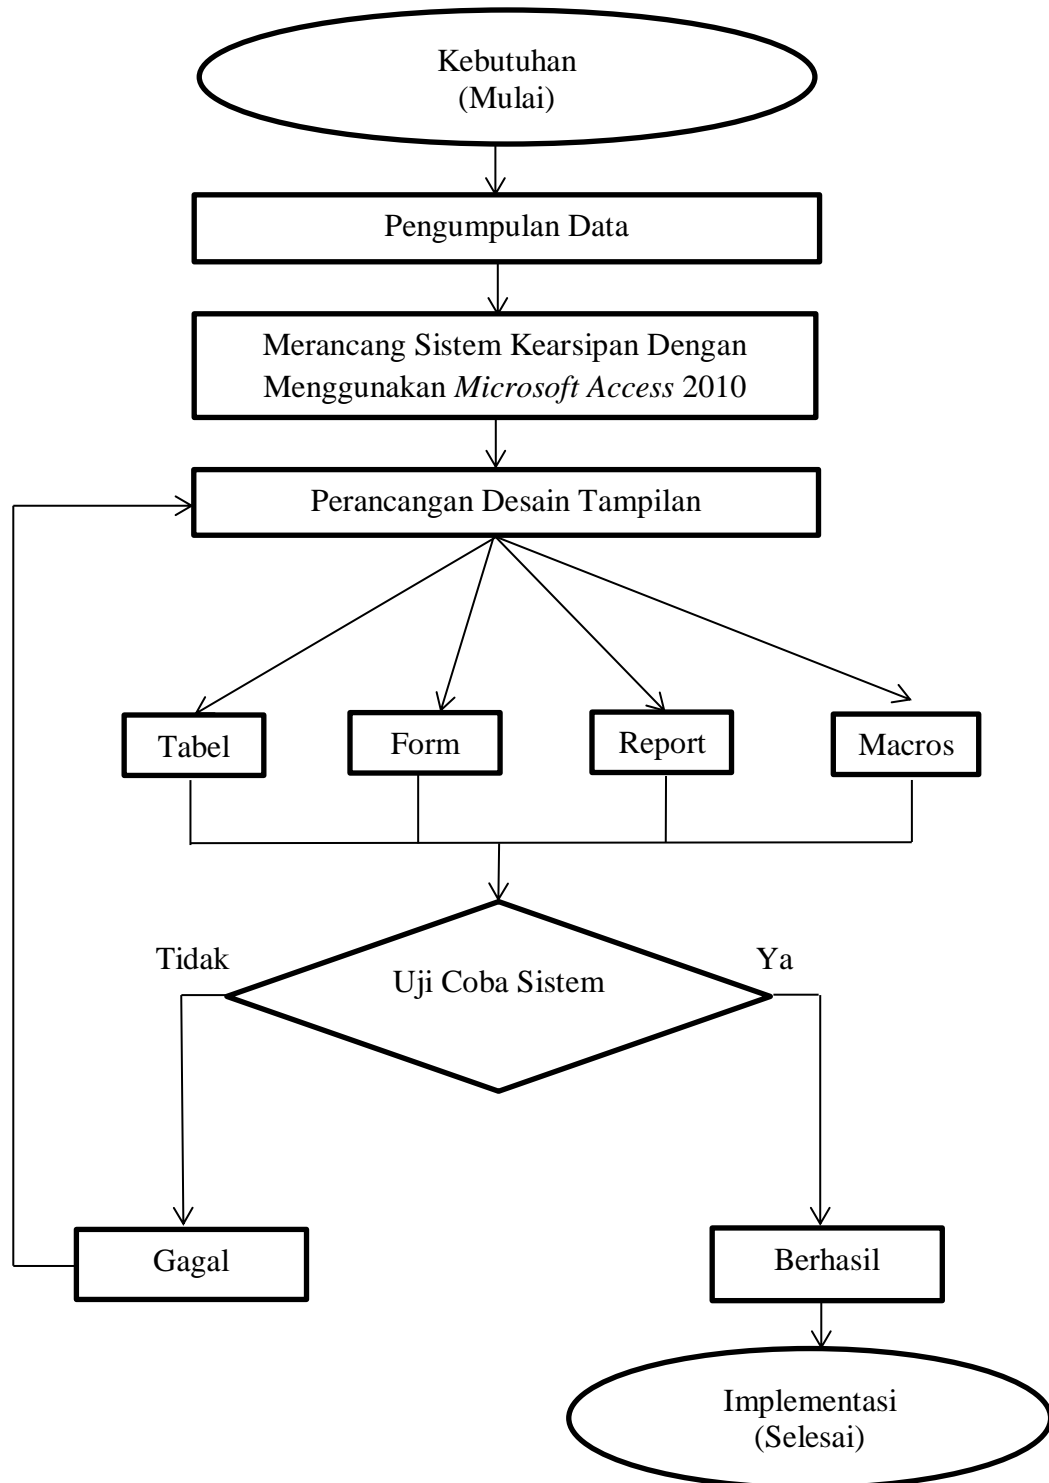 Kebutuhan
(Mulai)
Pengumpulan Data
Merancang Sistem Kearsipan Dengan
Menggunakan Microsoft Access 2010
Perancangan Desain Tampilan
Tabel
Form
Report
Macros
Tidak
Uji Coba Sistem
Ya
Gagal
Berhasil
Implementasi
(Selesai)